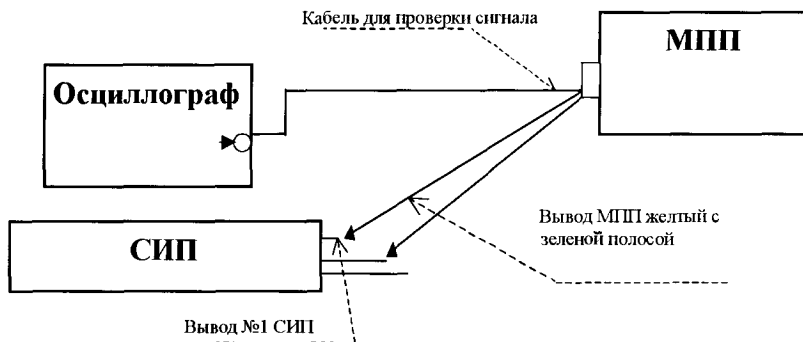 Кабель для проверки сигнала
МПП
Осциллограф
Вывод МПП желтый с
зеленой полосой
СИП
Вывод №1 СИП